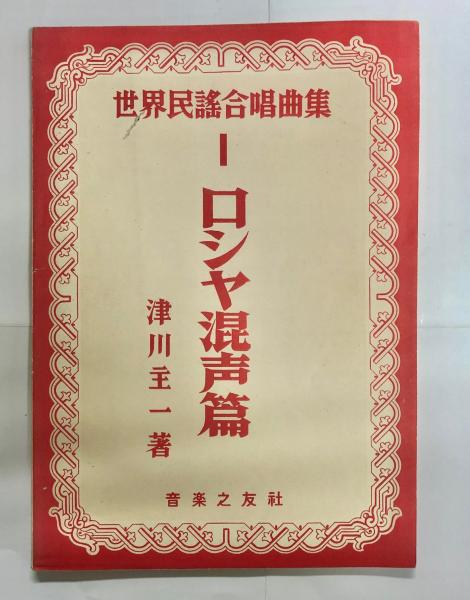 世界民謠合唱曲集
I
ロシヤ混声篇
津川主一著
音楽之友社